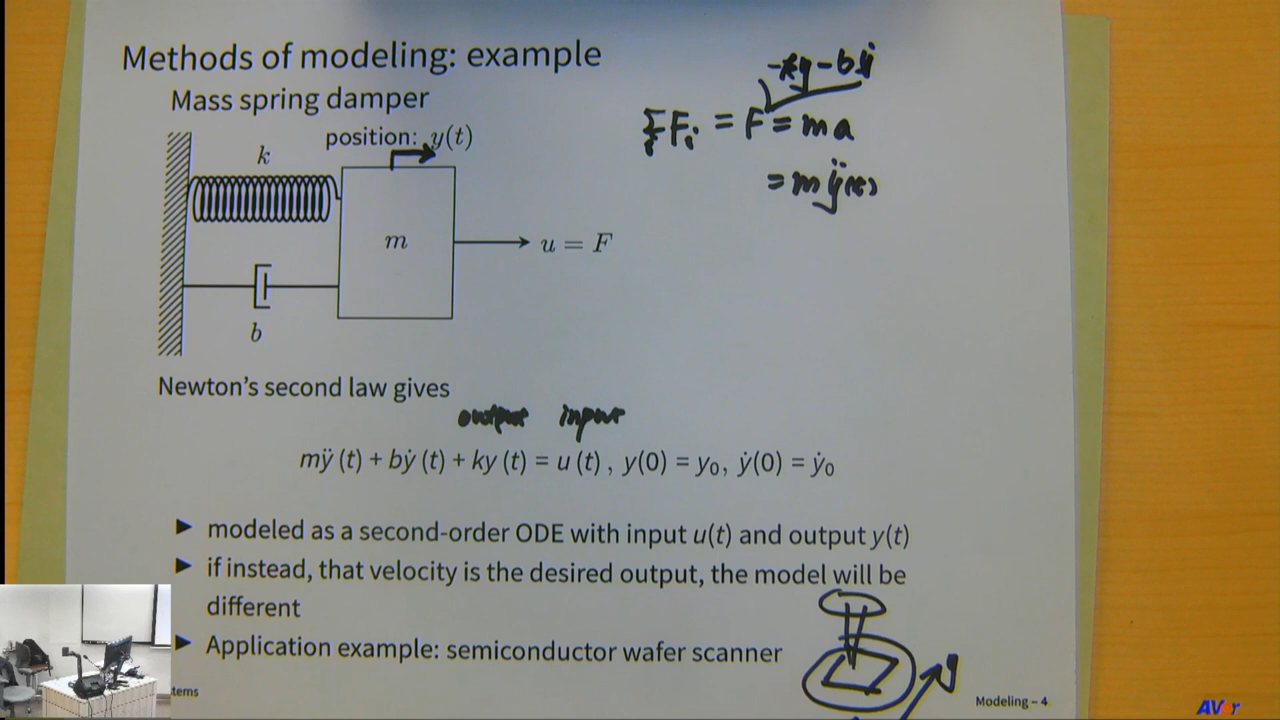 Methods of modeling: example
Mass spring damper
position: y(t)
k
m
u = F
b
-ky - bẏ
ΣFᵢ = F = ma
i
= mÿ(t)
Newton's second law gives
output input
mÿ (t) + bẏ (t) + ky (t) = u (t) , y(0) = y₀, ẏ(0) = ẏ₀
► modeled as a second-order ODE with input u(t) and output y(t)
► if instead, that velocity is the desired output, the model will be
different
► Application example: semiconductor wafer scanner
y
tems
Modeling – 4
AVer